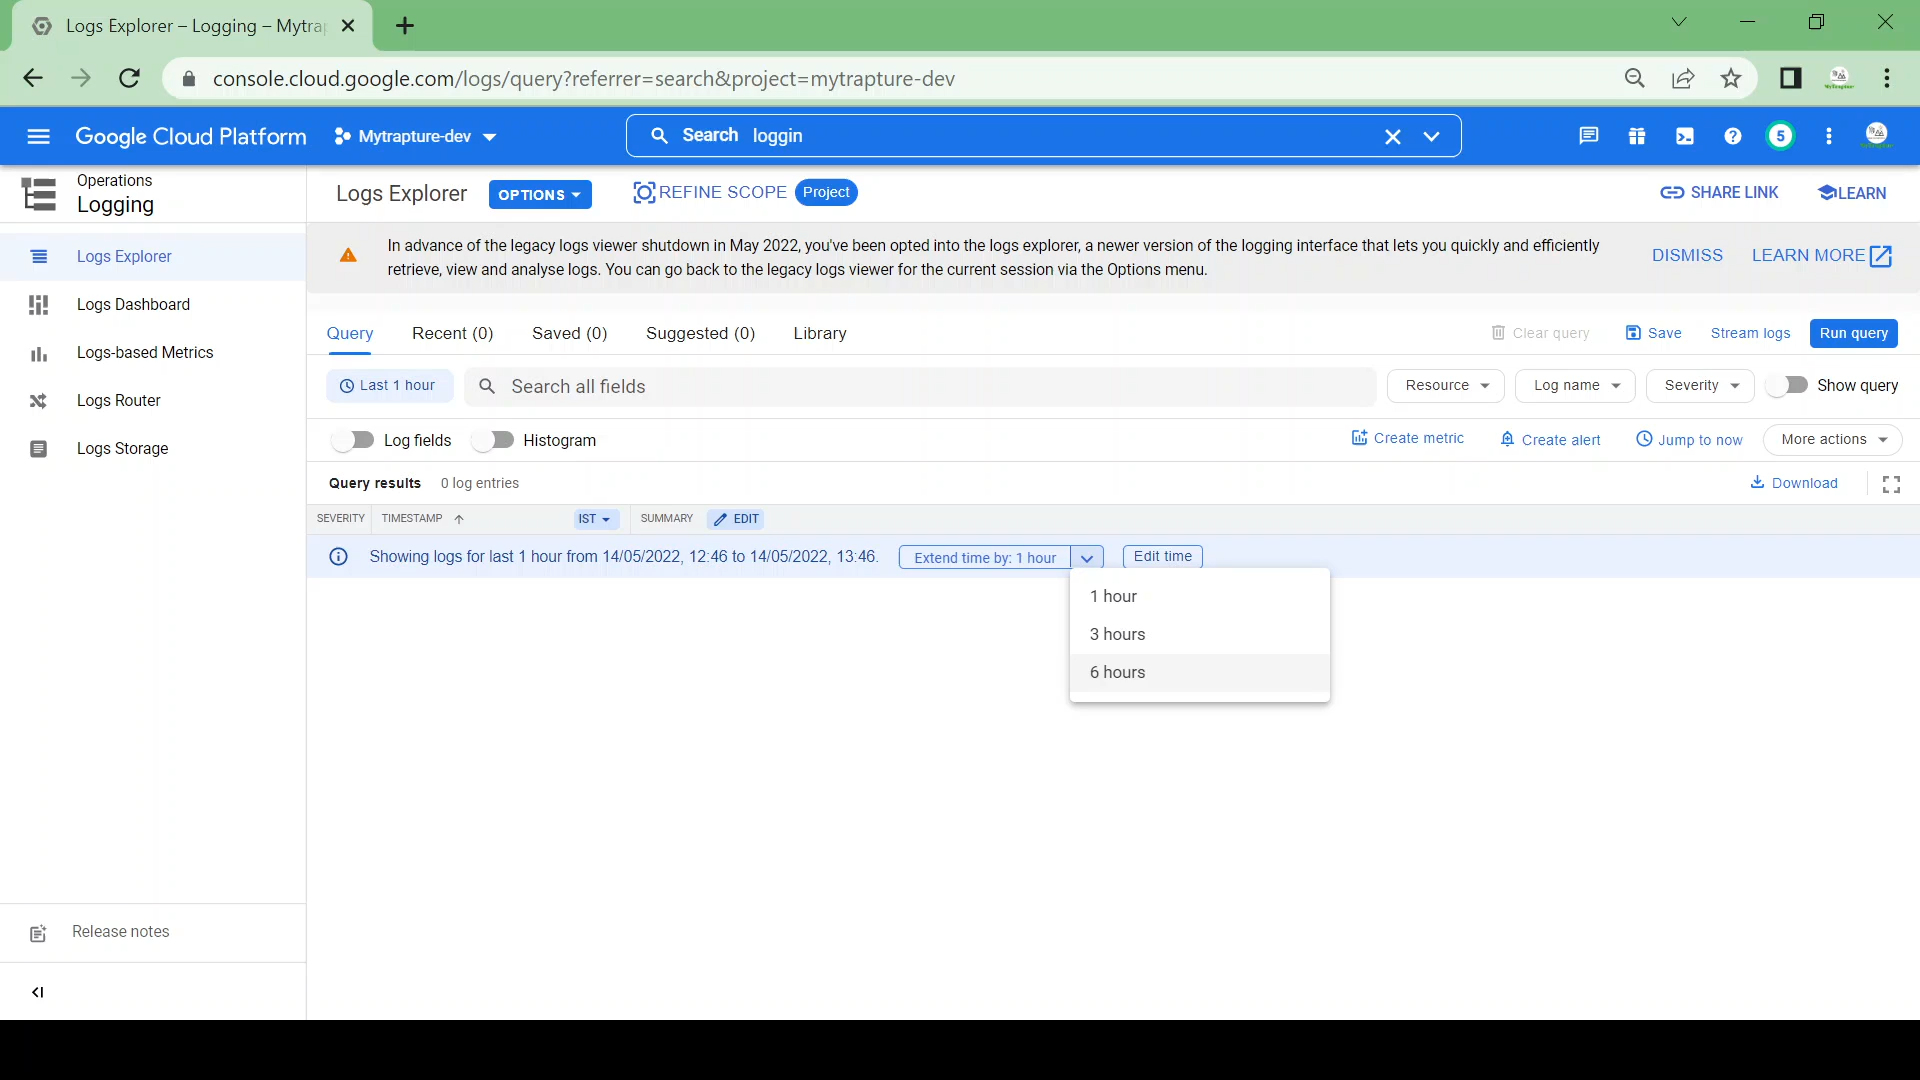 Logs Explorer – Logging – Mytrap
console.cloud.google.com/logs/query?referrer=search&project=mytrapture-dev
Google Cloud Platform
Mytrapture-dev
Search loggin
5
Operations
Logging
Logs Explorer
OPTIONS
REFINE SCOPE
Project
SHARE LINK
LEARN
Logs Explorer
Logs Dashboard
Logs-based Metrics
Logs Router
Logs Storage
In advance of the legacy logs viewer shutdown in May 2022, you've been opted into the logs explorer, a newer version of the logging interface that lets you quickly and efficiently
retrieve, view and analyse logs. You can go back to the legacy logs viewer for the current session via the Options menu.
DISMISS
LEARN MORE
Query
Recent (0)
Saved (0)
Suggested (0)
Library
Clear query
Save
Stream logs
Run query
Last 1 hour
Search all fields
Resource
Log name
Severity
Show query
Log fields
Histogram
Create metric
Create alert
Jump to now
More actions
Query results
0 log entries
Download
SEVERITY
TIMESTAMP
IST
SUMMARY
EDIT
Showing logs for last 1 hour from 14/05/2022, 12:46 to 14/05/2022, 13:46.
Extend time by: 1 hour
Edit time
1 hour
3 hours
6 hours
Release notes